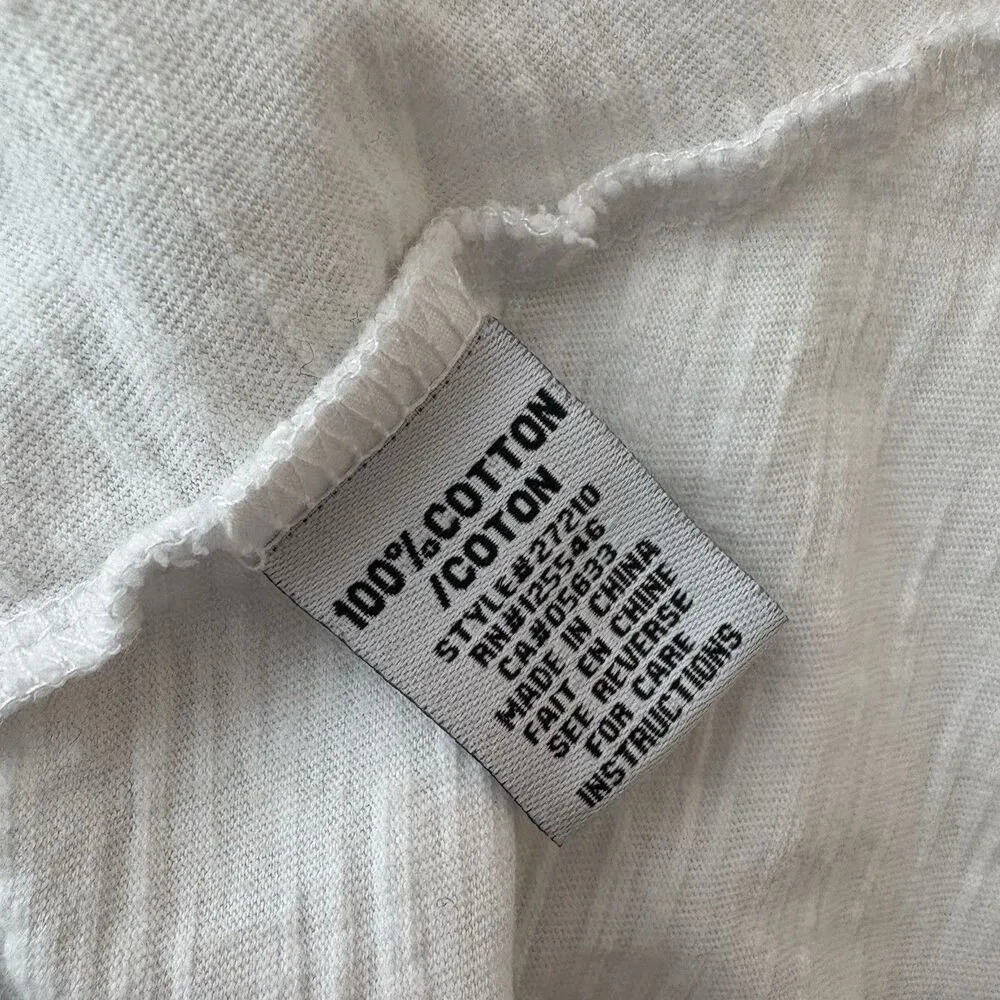 100%COTTON
/COTON
STYLE#27210
RN#125546
CA#05633
MADE IN CHINA
FAIT EN CHINE
SEE REVERSE
FOR CARE
INSTRUCTIONS